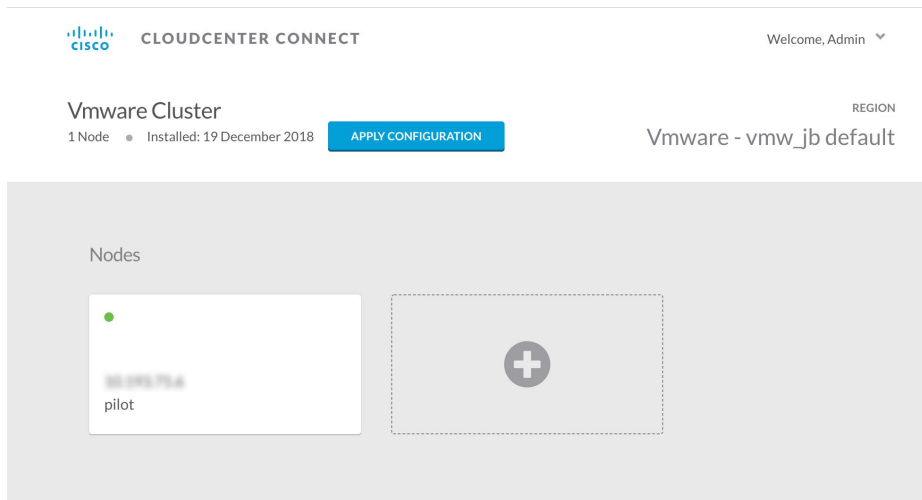 CISCO
CLOUDCENTER CONNECT
Welcome, Admin
Vmware Cluster
1 Node • Installed: 19 December 2018
APPLY CONFIGURATION
REGION
Vmware - vmw_jb default
Nodes
pilot